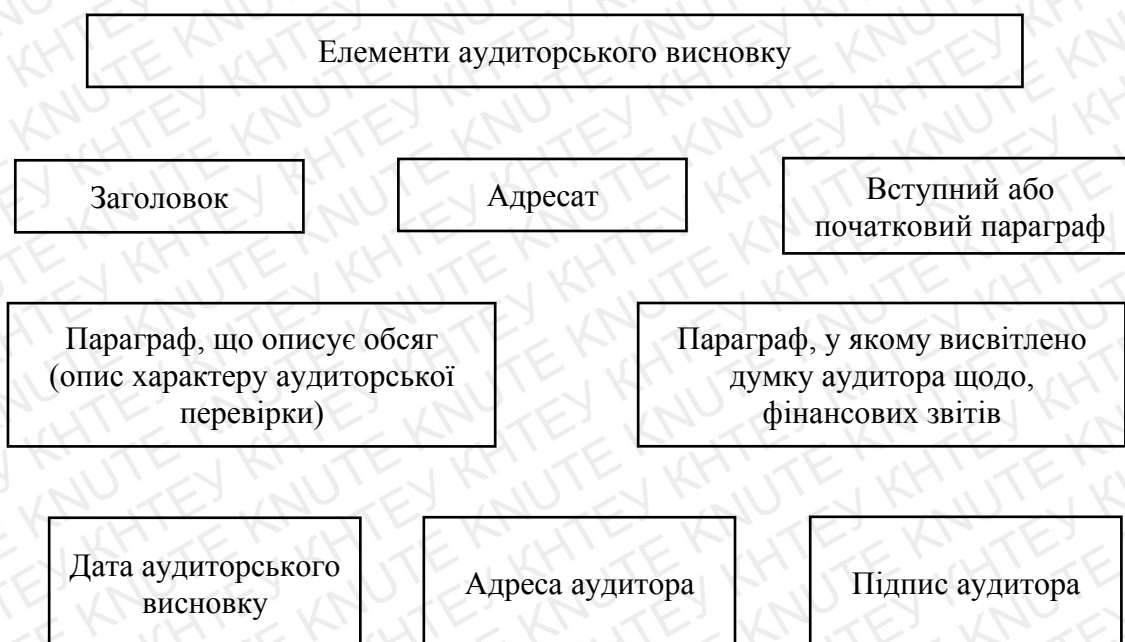 Елементи аудиторського висновку
Заголовок
Адресат
Вступний або
початковий параграф
Параграф, що описує обсяг
(опис характеру аудиторської
перевірки)
Параграф, у якому висвітлено
думку аудитора щодо,
фінансових звітів
Дата аудиторського
висновку
Адреса аудитора
Підпис аудитора